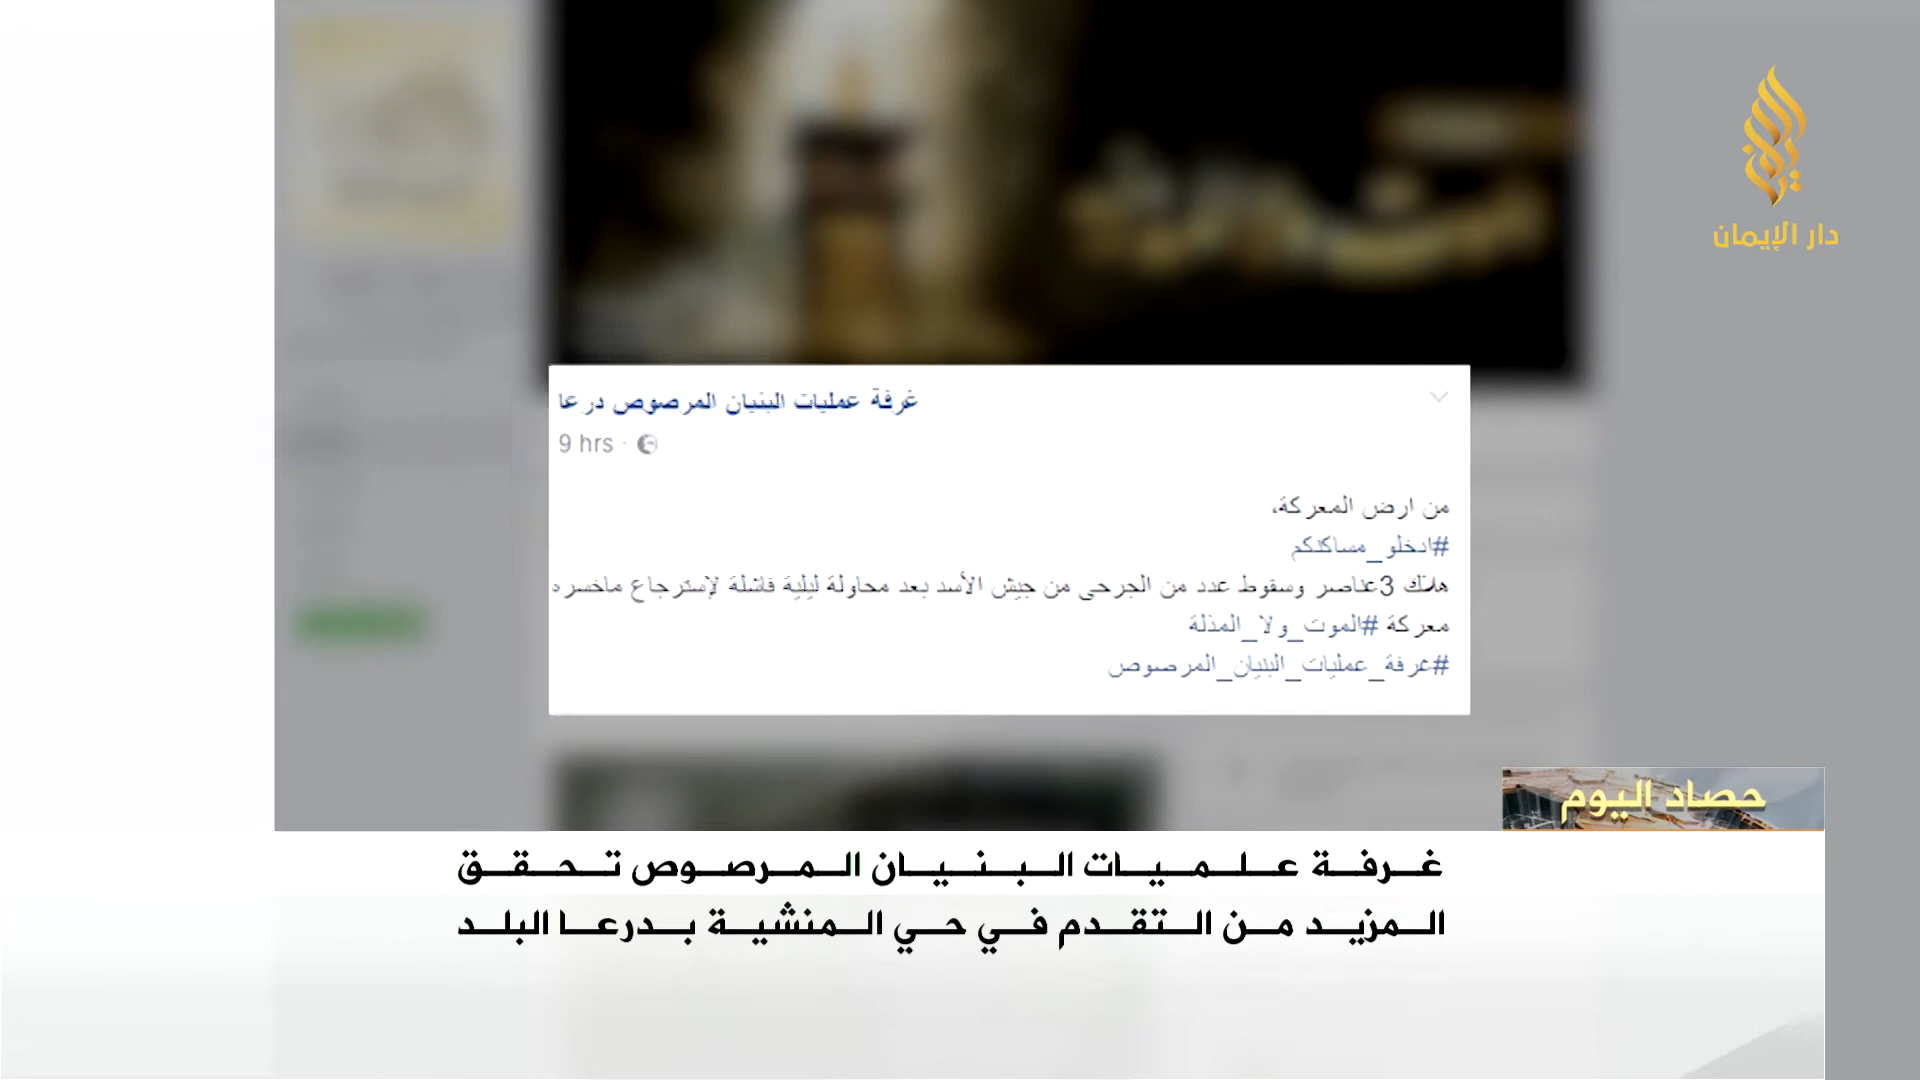 دار الإيمان
غرفة عمليات البنيان المرصوص درعا
9 hrs ·
من ارض المعركة،
#ادخلو_مساكنكم
هلك 3عناصر وسقوط عدد من الجرحى من جيش الأسد بعد محاولة ليلية فاشلة لإسترجاع ماخسره
معركة #الموت_ولا_المذلة
#غرفة_عمليات_البنيان_المرصوص
حصاد اليوم
غرفة علميات البنيان المرصوص تحقق
المزيد من التقدم في حي المنشية بدرعا البلد